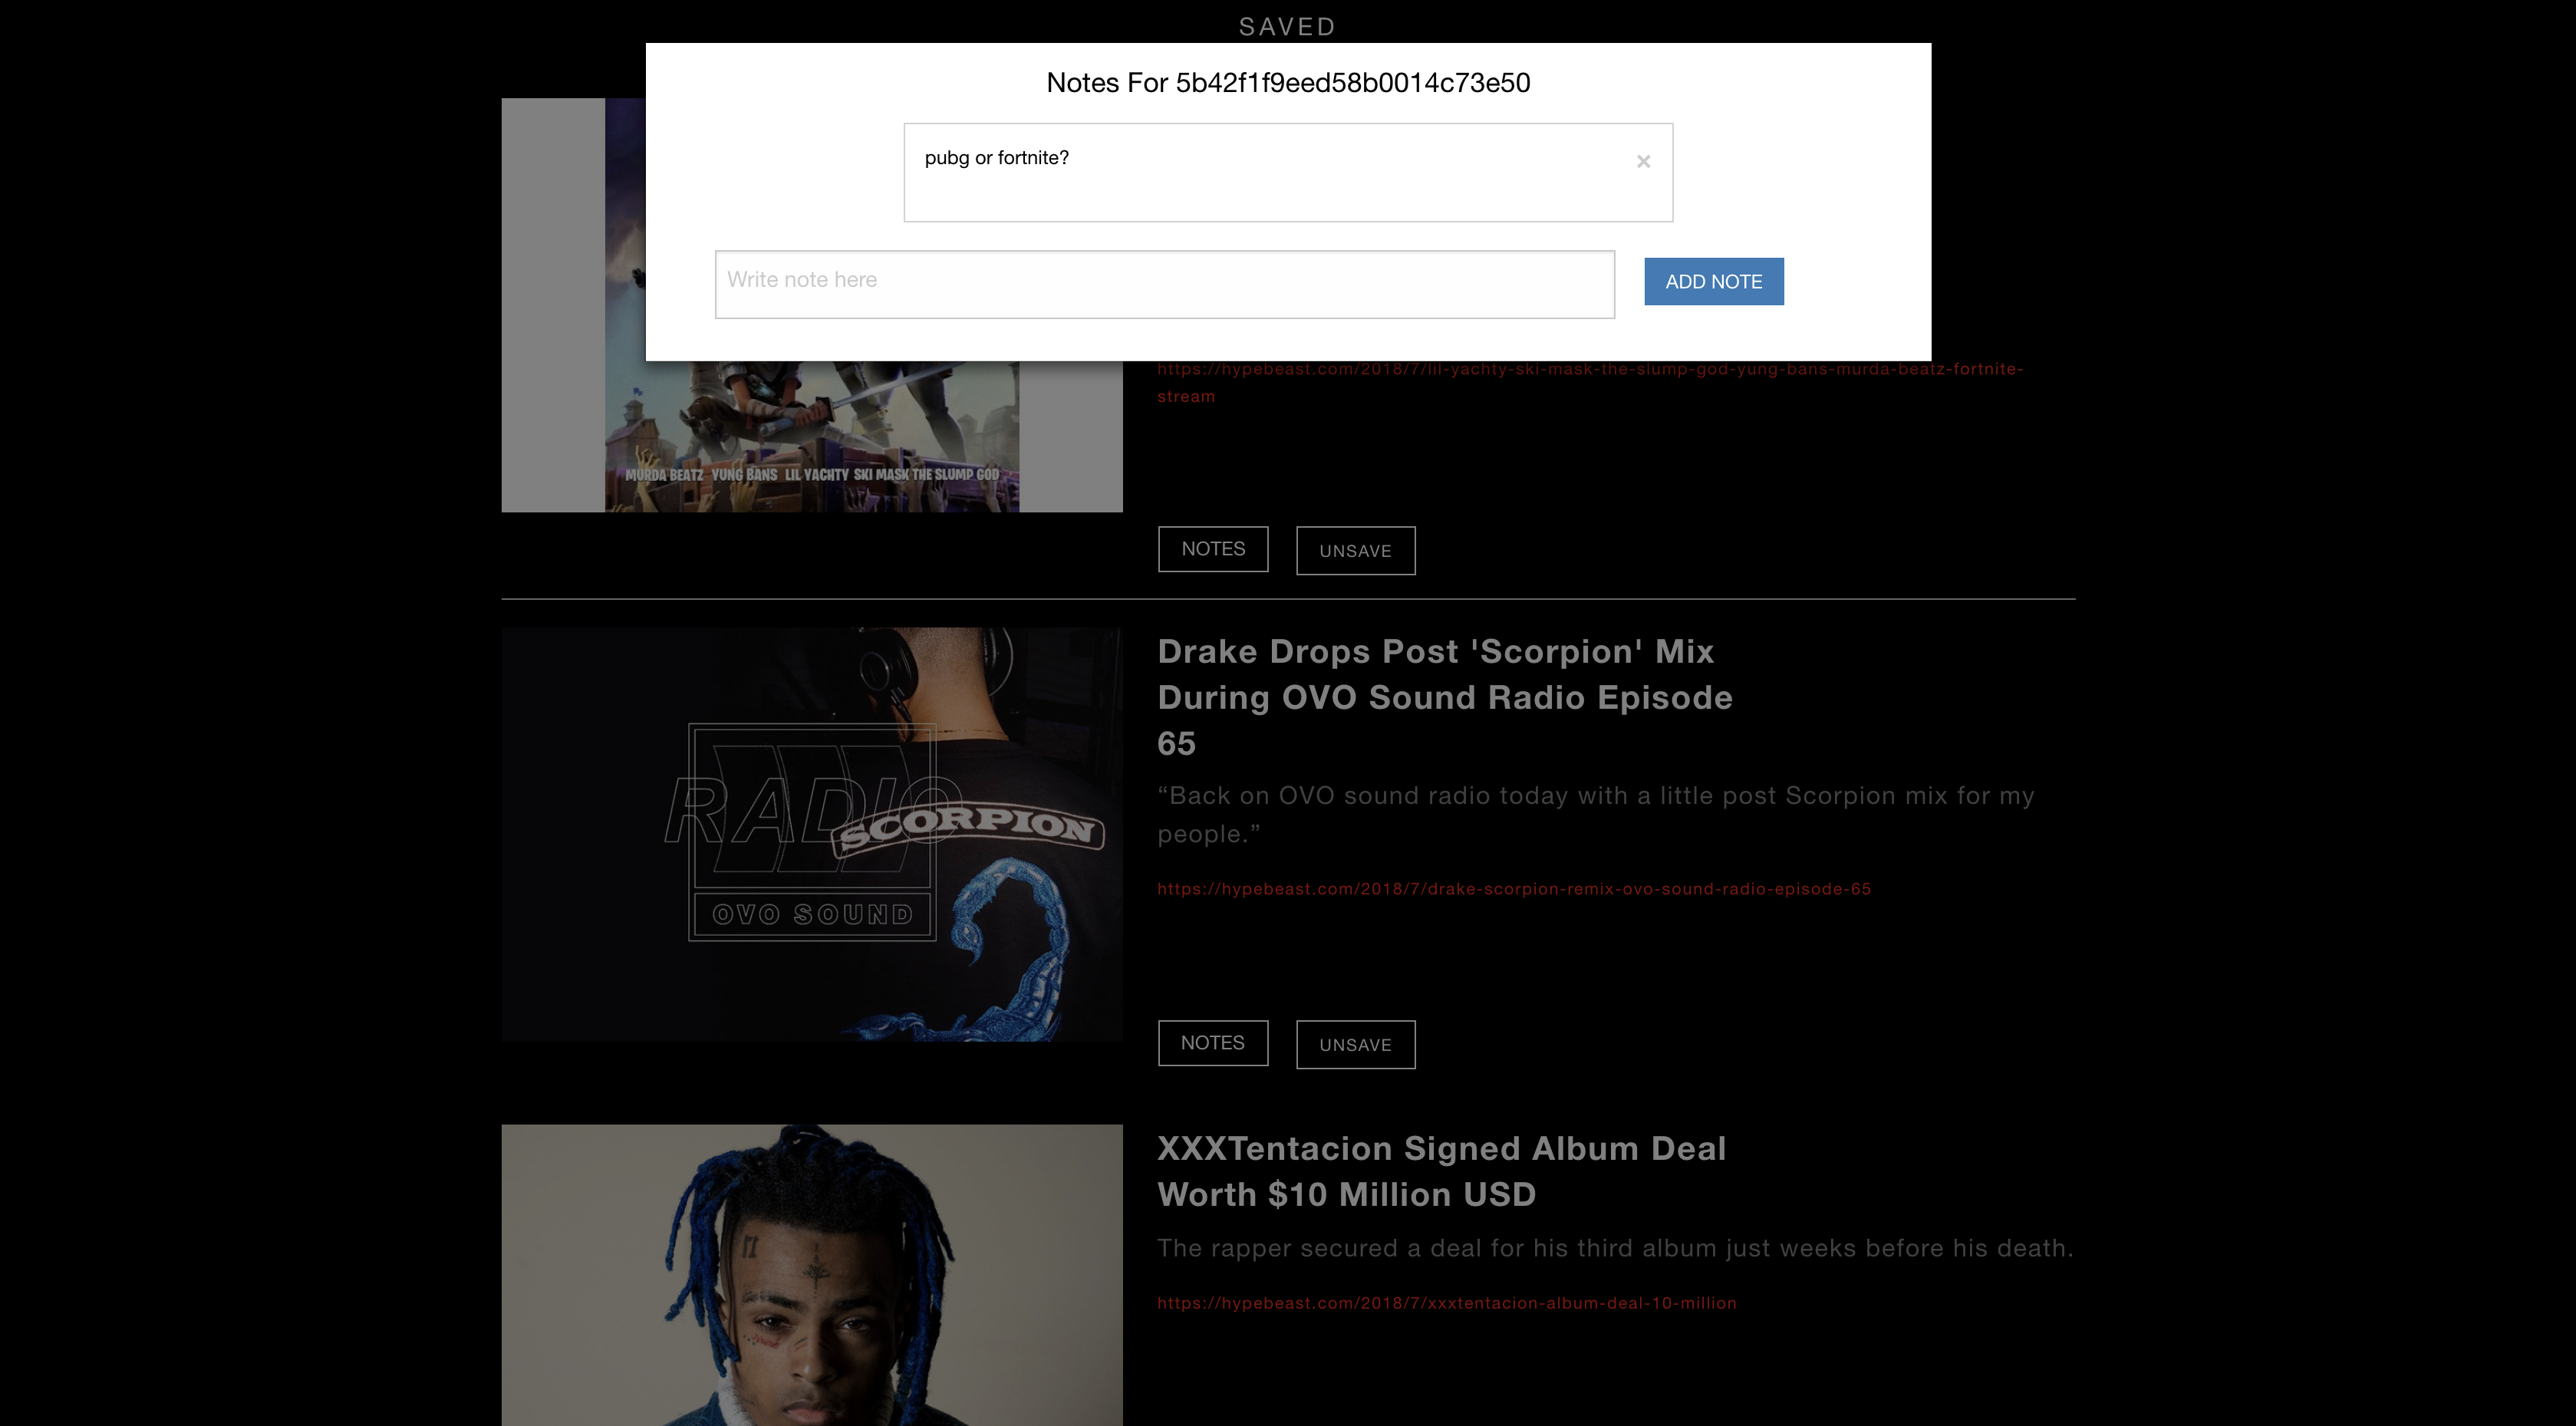 SAVED
Notes For 5b42f1f9eed58b0014c73e50
pubg or fortnite?
×
Write note here
ADD NOTE
https://hypebeast.com/2018/7/lil-yachty-ski-mask-the-slump-god-yung-bans-murda-beatz-fortnite-
stream
MURDA BEATZ YUNG BANS LIL YACHTY SKI MASK THE SLUMP GOD
NOTES
UNSAVE
RADIO
SCORPION
OVO SOUND
Drake Drops Post 'Scorpion' Mix
During OVO Sound Radio Episode
65
“Back on OVO sound radio today with a little post Scorpion mix for my
people.”
https://hypebeast.com/2018/7/drake-scorpion-remix-ovo-sound-radio-episode-65
NOTES
UNSAVE
XXXTentacion Signed Album Deal
Worth $10 Million USD
The rapper secured a deal for his third album just weeks before his death.
https://hypebeast.com/2018/7/xxxtentacion-album-deal-10-million